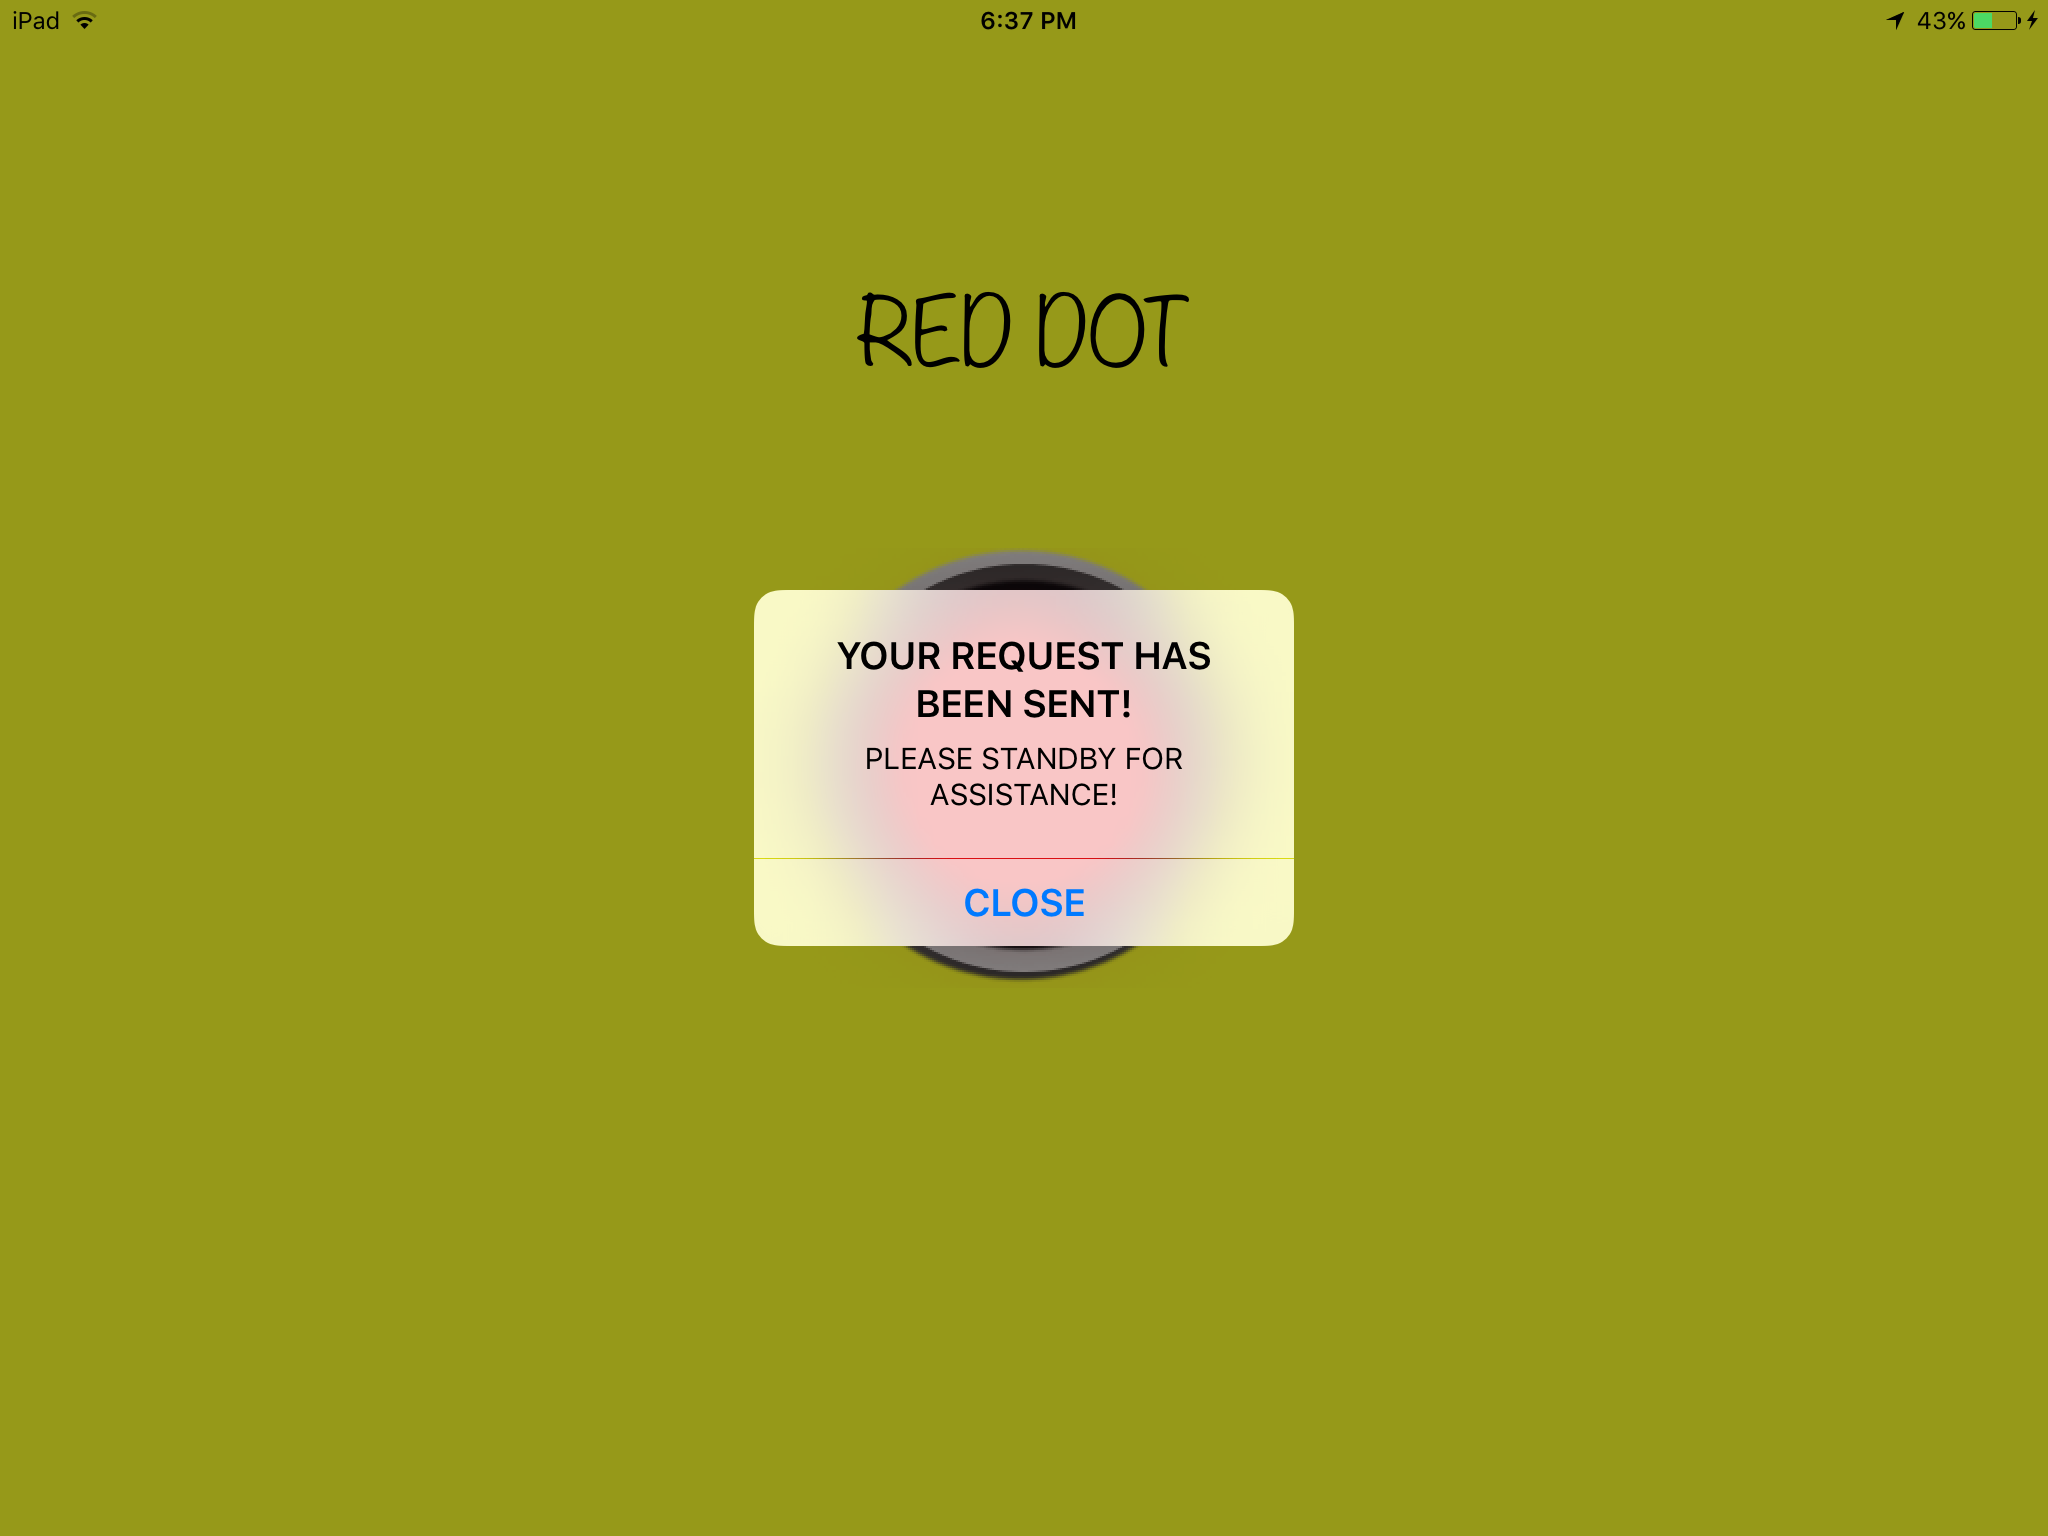 iPad 6:37 PM 43%
RED DOT
YOUR REQUEST HAS
BEEN SENT!
PLEASE STANDBY FOR
ASSISTANCE!
CLOSE